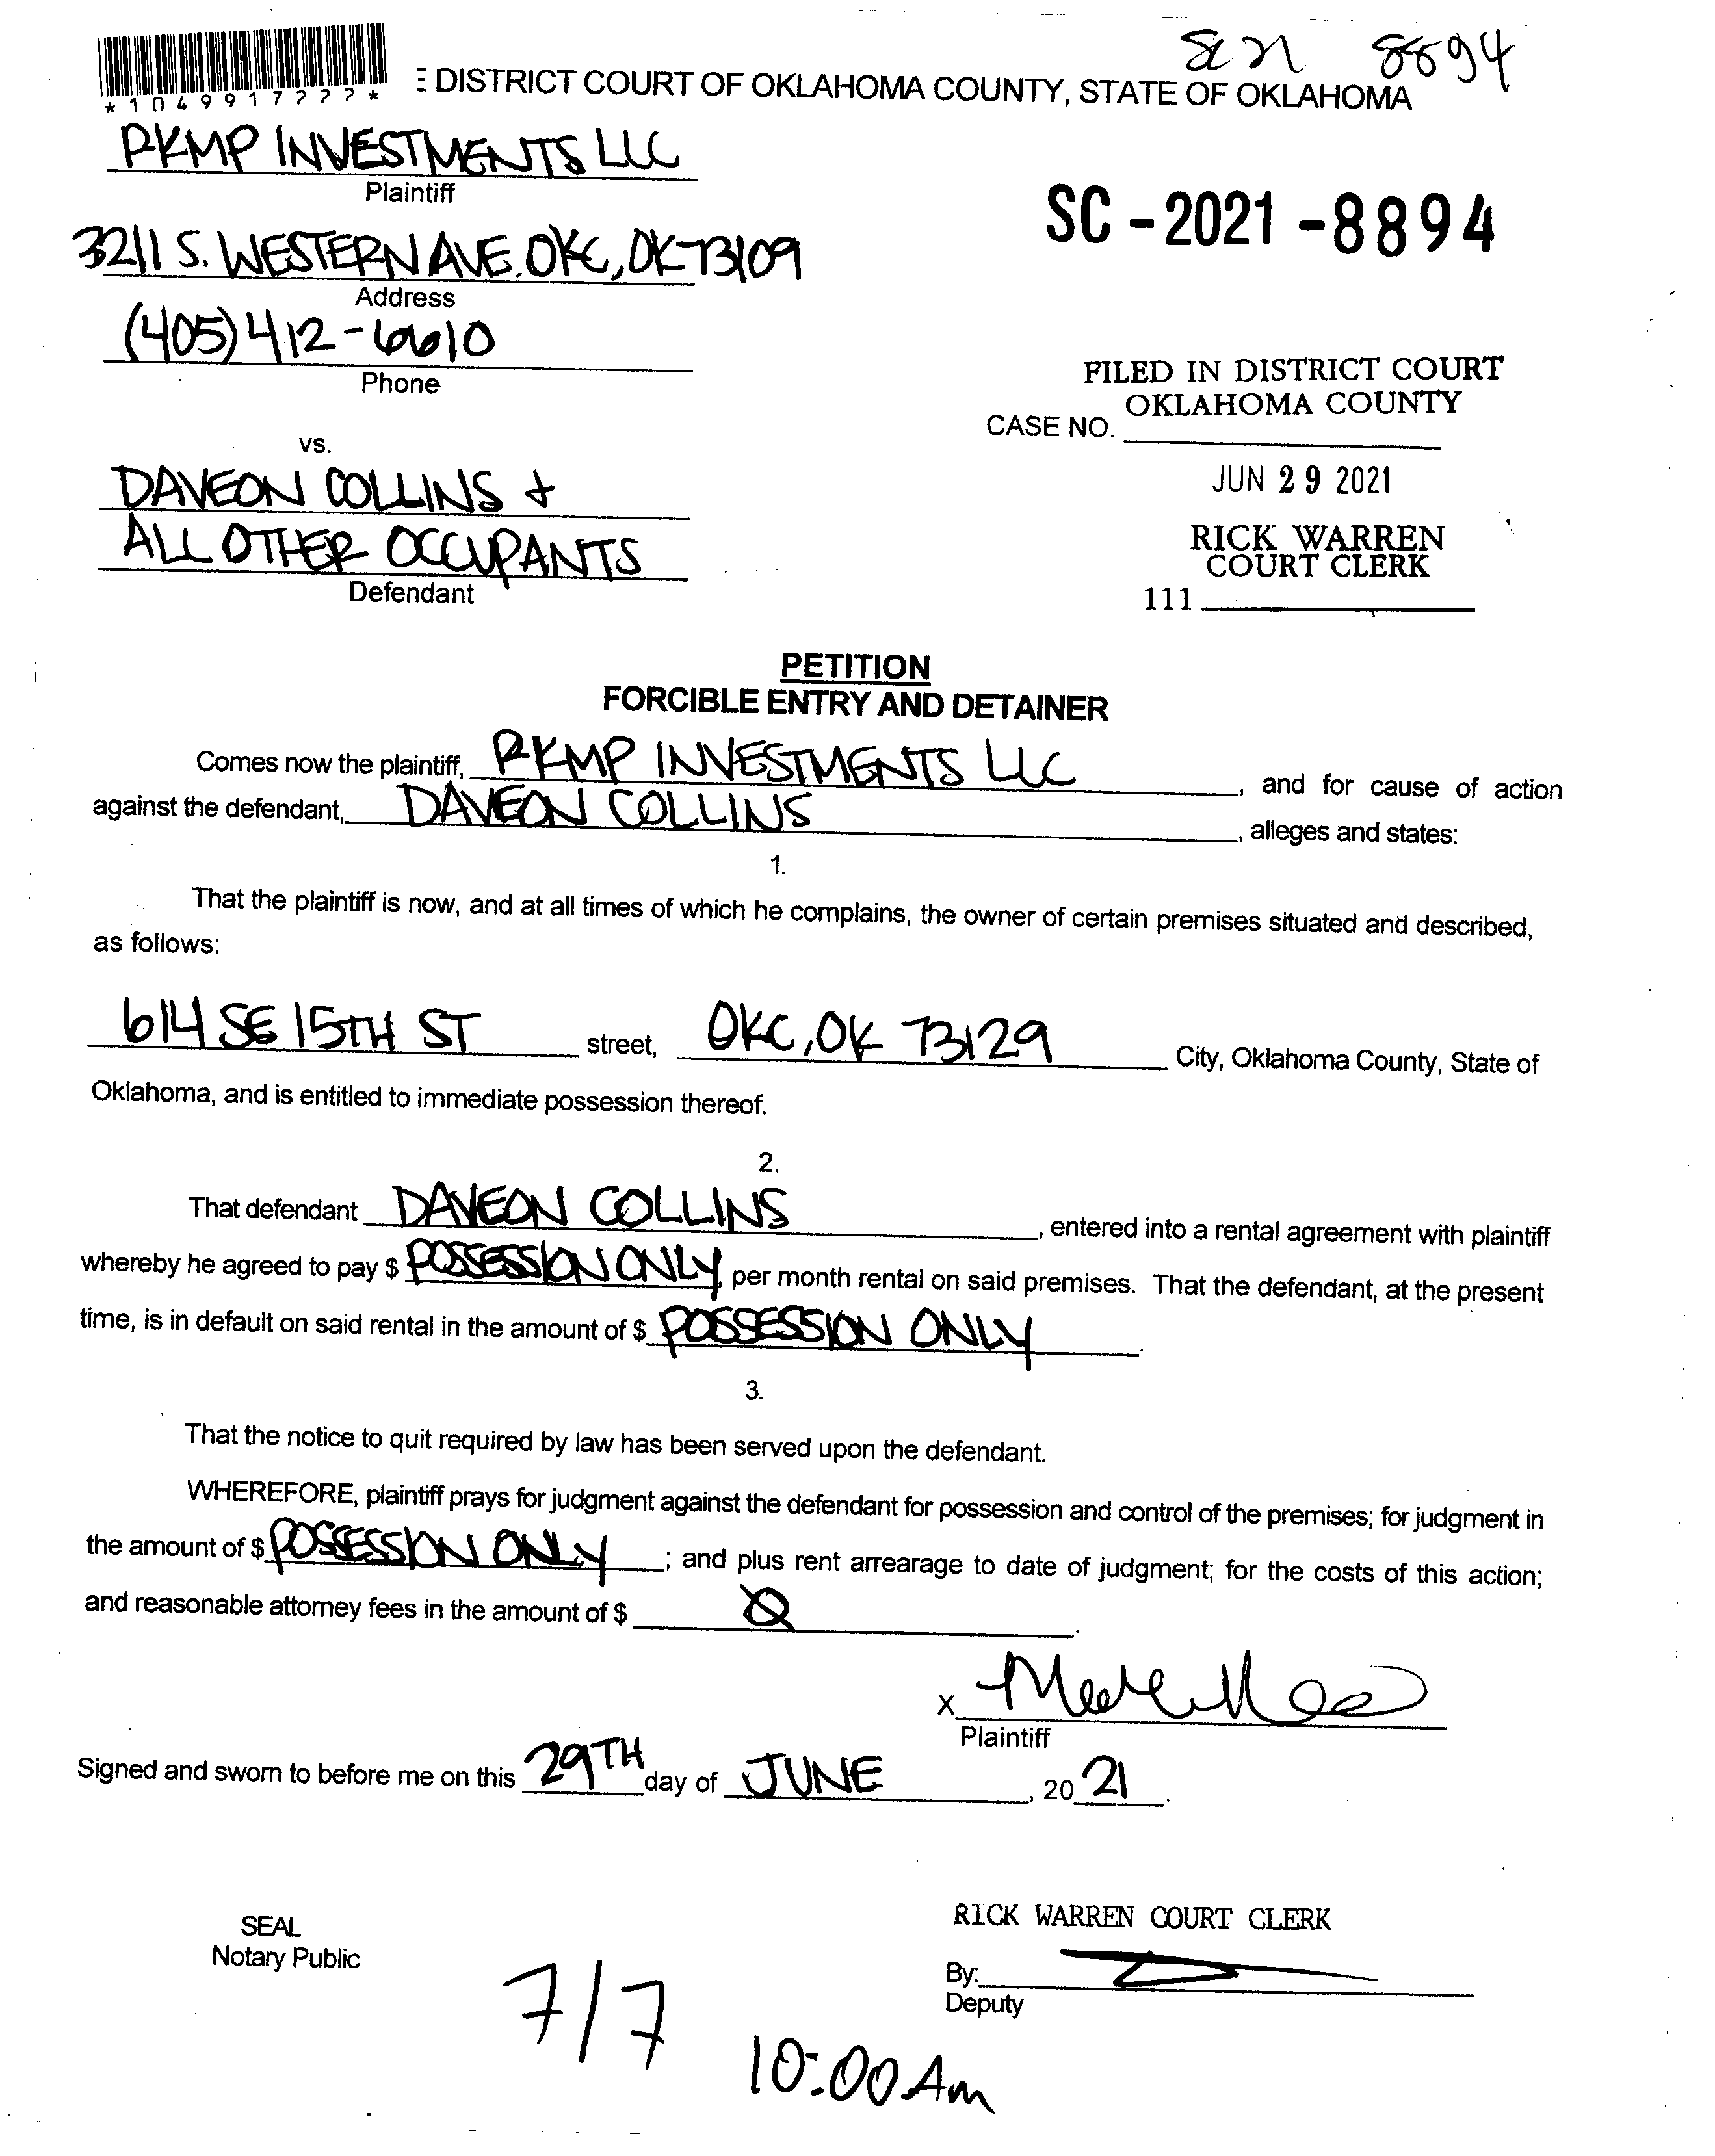 8894
*1049917???*
DISTRICT COURT OF OKLAHOMA COUNTY, STATE OF OKLAHOMA
RKMP INVESTMENTS LLC
Plaintiff
SC-2021-8894
3211 S. WESTERN AVE. OKC, OK 73109
Address
(405) 412-6610
Phone
FILED IN DISTRICT COURT
OKLAHOMA COUNTY
CASE NO.
vs.
JUN 29 2021
DAVEON COLLINS +
ALL OTHER OCCUPANTS
Defendant
RICK WARREN
COURT CLERK
111
PETITION
FORCIBLE ENTRY AND DETAINER
Comes now the plaintiff, RKMP INVESTMENTS LLC, and for cause of action
against the defendant, DAVEON COLLINS, alleges and states:
1.
That the plaintiff is now, and at all times of which he complains, the owner of certain premises situated and described,
as follows:
614 SE 15TH ST street, OKC, OK 73129 City, Oklahoma County, State of
Oklahoma, and is entitled to immediate possession thereof.
2.
That defendant DAVEON COLLINS, entered into a rental agreement with plaintiff
whereby he agreed to pay $ POSSESSION ONLY per month rental on said premises. That the defendant, at the present
time, is in default on said rental in the amount of $ POSSESSION ONLY.
3.
That the notice to quit required by law has been served upon the defendant.
WHEREFORE, plaintiff prays for judgment against the defendant for possession and control of the premises; for judgment in
the amount of $ POSSESSION ONLY; and plus rent arrearage to date of judgment; for the costs of this action;
and reasonable attorney fees in the amount of $ Ø.
X
Plaintiff
Signed and sworn to before me on this 29TH day of JUNE, 20 21.
SEAL
Notary Public
RICK WARREN COURT CLERK
By:
Deputy
7/7
10:00 Am